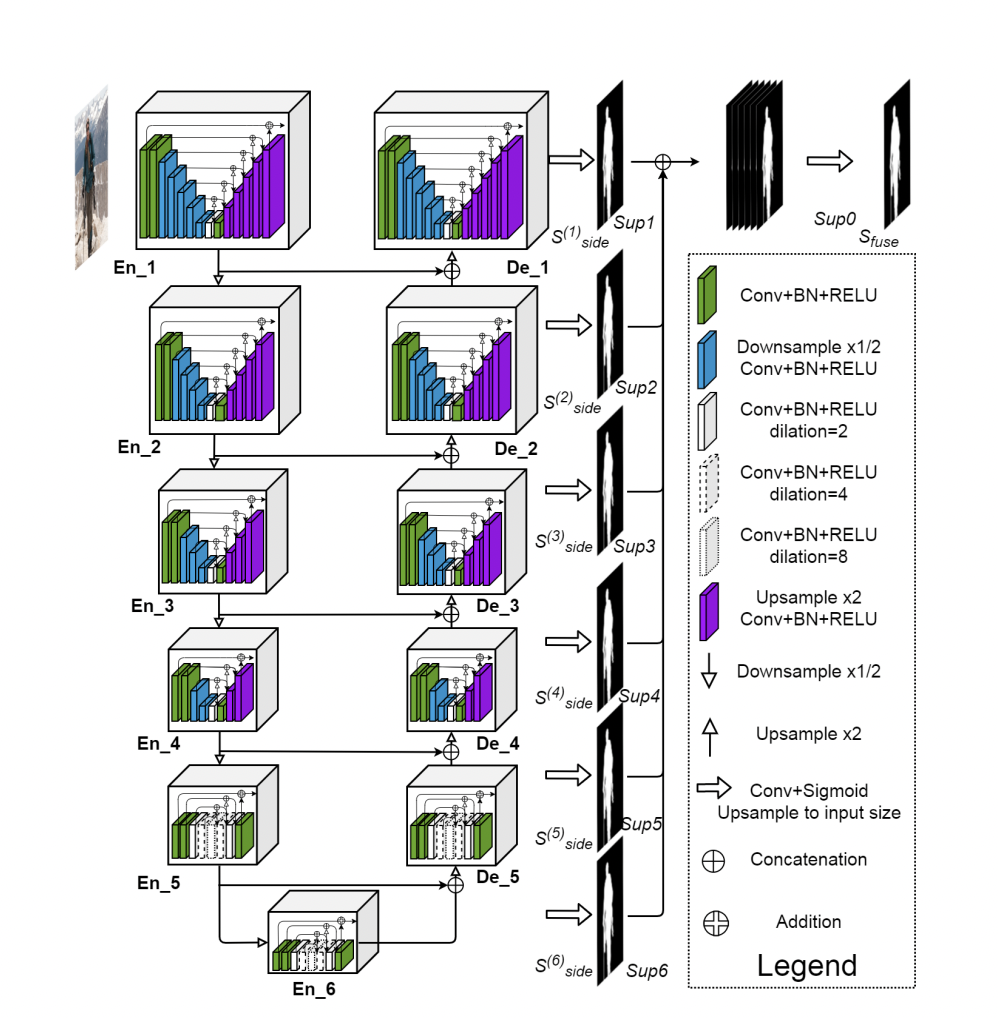 Sup1
S(1)side
Sup0
Sfuse
En_1
De_1
Sup2
S(2)side
En_2
De_2
Sup3
S(3)side
En_3
De_3
Sup4
S(4)side
En_4
De_4
Sup5
S(5)side
En_5
De_5
S(6)side
Sup6
En_6
Conv+BN+RELU
Downsample x1/2
Conv+BN+RELU
Conv+BN+RELU
dilation=2
Conv+BN+RELU
dilation=4
Conv+BN+RELU
dilation=8
Upsample x2
Conv+BN+RELU
Downsample x1/2
Upsample x2
Conv+Sigmoid
Upsample to input size
Concatenation
Addition
Legend